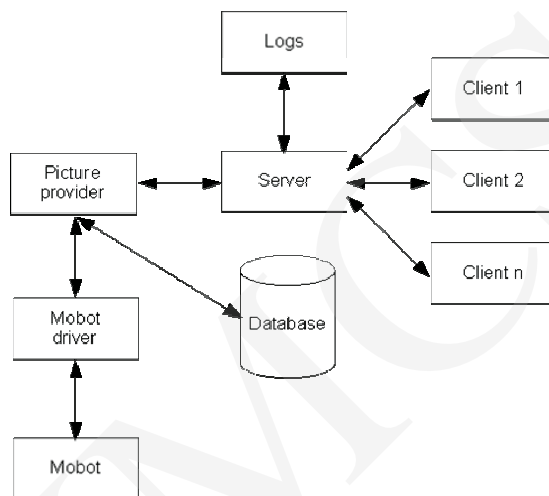 Logs
Client 1
Picture
provider
Server
Client 2
Client n
Database
Mobot
driver
Mobot